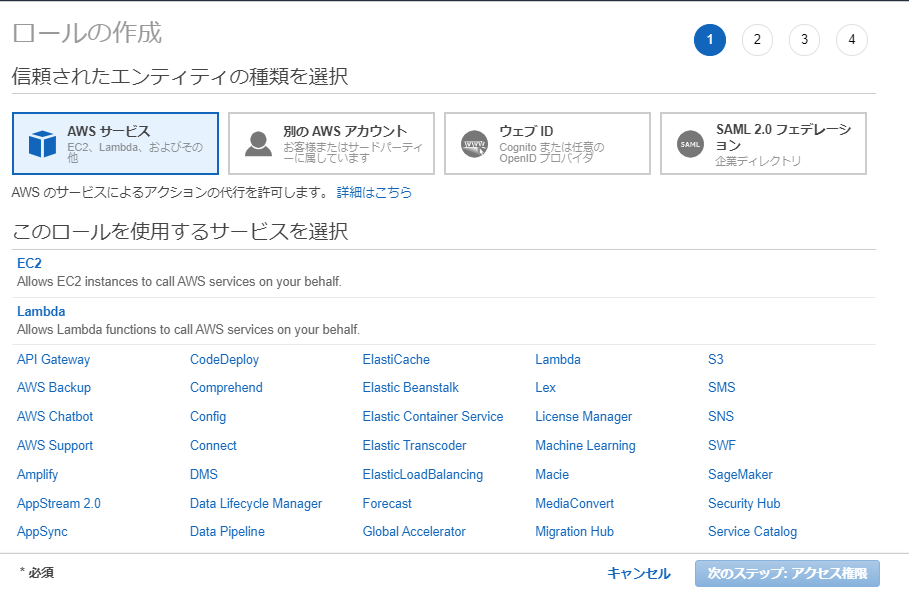 ロールの作成
1 2 3 4
信頼されたエンティティの種類を選択
AWS サービス
EC2、Lambda、およびその
他
別の AWS アカウント
お客様またはサードパーティ
ーに属しています
WWW
ウェブ ID
Cognito または任意の
OpenID プロバイダ
SAML
SAML 2.0 フェデレーシ
ョン
企業ディレクトリ
AWS のサービスによるアクションの代行を許可します。 詳細はこちら
このロールを使用するサービスを選択
EC2
Allows EC2 instances to call AWS services on your behalf.
Lambda
Allows Lambda functions to call AWS services on your behalf.
API Gateway CodeDeploy ElastiCache Lambda S3
AWS Backup Comprehend Elastic Beanstalk Lex SMS
AWS Chatbot Config Elastic Container Service License Manager SNS
AWS Support Connect Elastic Transcoder Machine Learning SWF
Amplify DMS ElasticLoadBalancing Macie SageMaker
AppStream 2.0 Data Lifecycle Manager Forecast MediaConvert Security Hub
AppSync Data Pipeline Global Accelerator Migration Hub Service Catalog
* 必須 キャンセル 次のステップ: アクセス権限